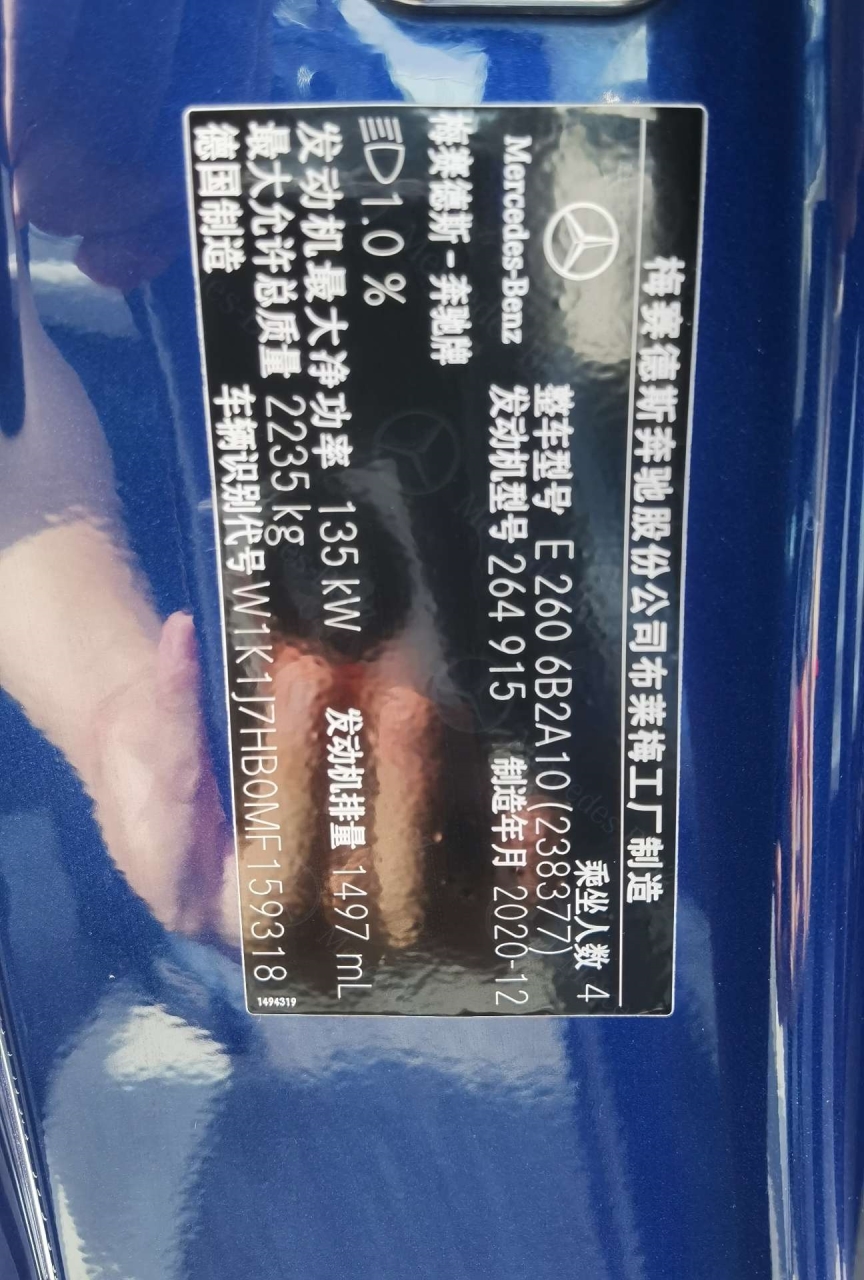 梅赛德斯奔驰股份公司布莱梅工厂制造
乘坐人数 4
Mercedes-Benz
整车型号 E 260 6B2A10(238377)
发动机型号 264 915 制造年月 2020-12
梅赛德斯-奔驰牌
1.0 %
发动机最大净功率 135 kW 发动机排量 1497 mL
最大允许总质量 2235 kg
德国制造 车辆识别代号 W1K1J7HB0MF159318
1494319